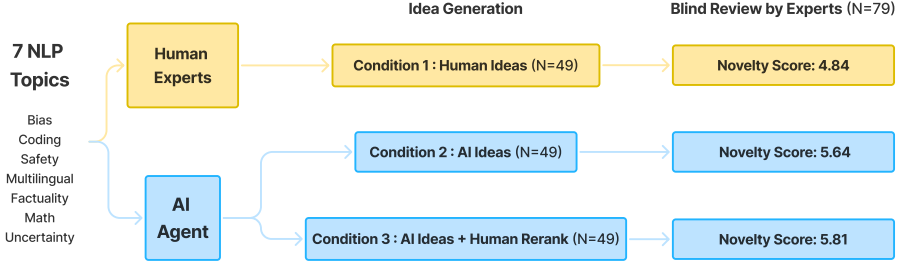 Idea Generation
Blind Review by Experts (N=79)
7 NLP
Topics
Bias
Coding
Safety
Multilingual
Factuality
Math
Uncertainty
Human
Experts
Condition 1 : Human Ideas (N=49)
Novelty Score: 4.84
AI
Agent
Condition 2 : AI Ideas (N=49)
Novelty Score: 5.64
Condition 3 : AI Ideas + Human Rerank (N=49)
Novelty Score: 5.81